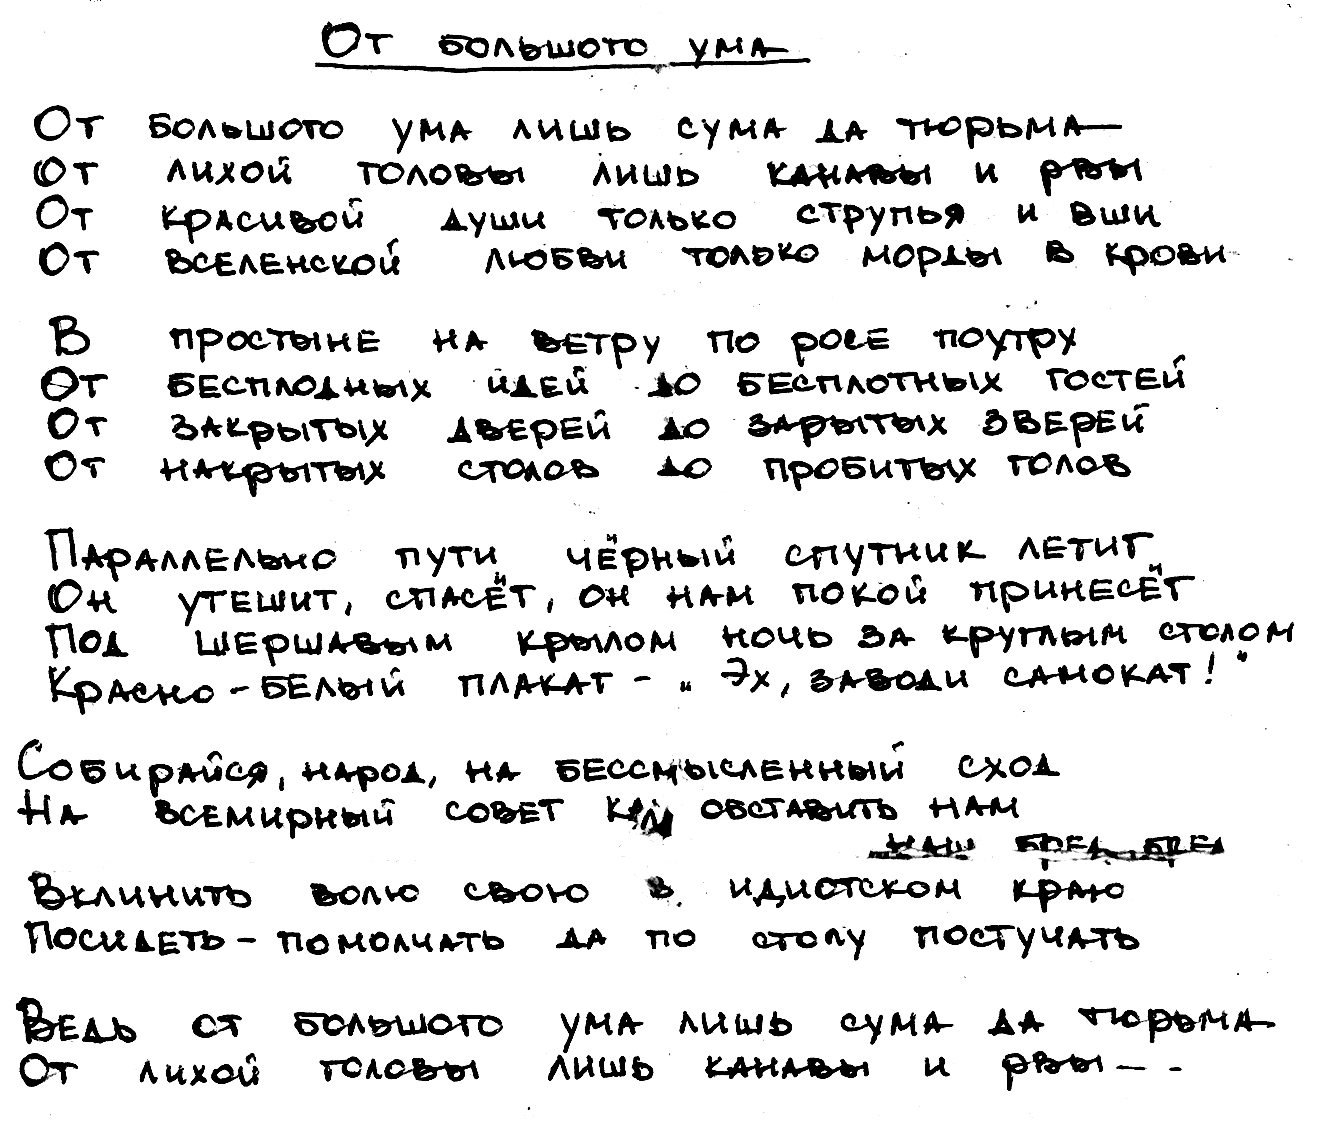 От большого ума
От большого ума лишь сума да тюрьма
От лихой головы лишь канавы и рвы
От красивой души только струпья и вши
От вселенской любви только морды в крови
В простыне на ветру по росе поутру
От бесплодных идей до бесплотных гостей
От закрытых дверей до зарытых зверей
От накрытых столов до пробитых голов
Параллельно пути чёрный спутник летит
Он утешит, спасёт, он нам покой принесёт
Под шершавым крылом ночь за круглым столом
Красно-белый плакат - "Эх, заводи самокат!"
Собирайся, народ, на бессмысленный сход
На всемирный совет как обставить нам
наш бред, бред
Вклинить волю свою в идиотском краю
Посидеть - помолчать да по столу постучать
Ведь от большого ума лишь сума да тюрьма
От лихой головы лишь канавы и рвы - -